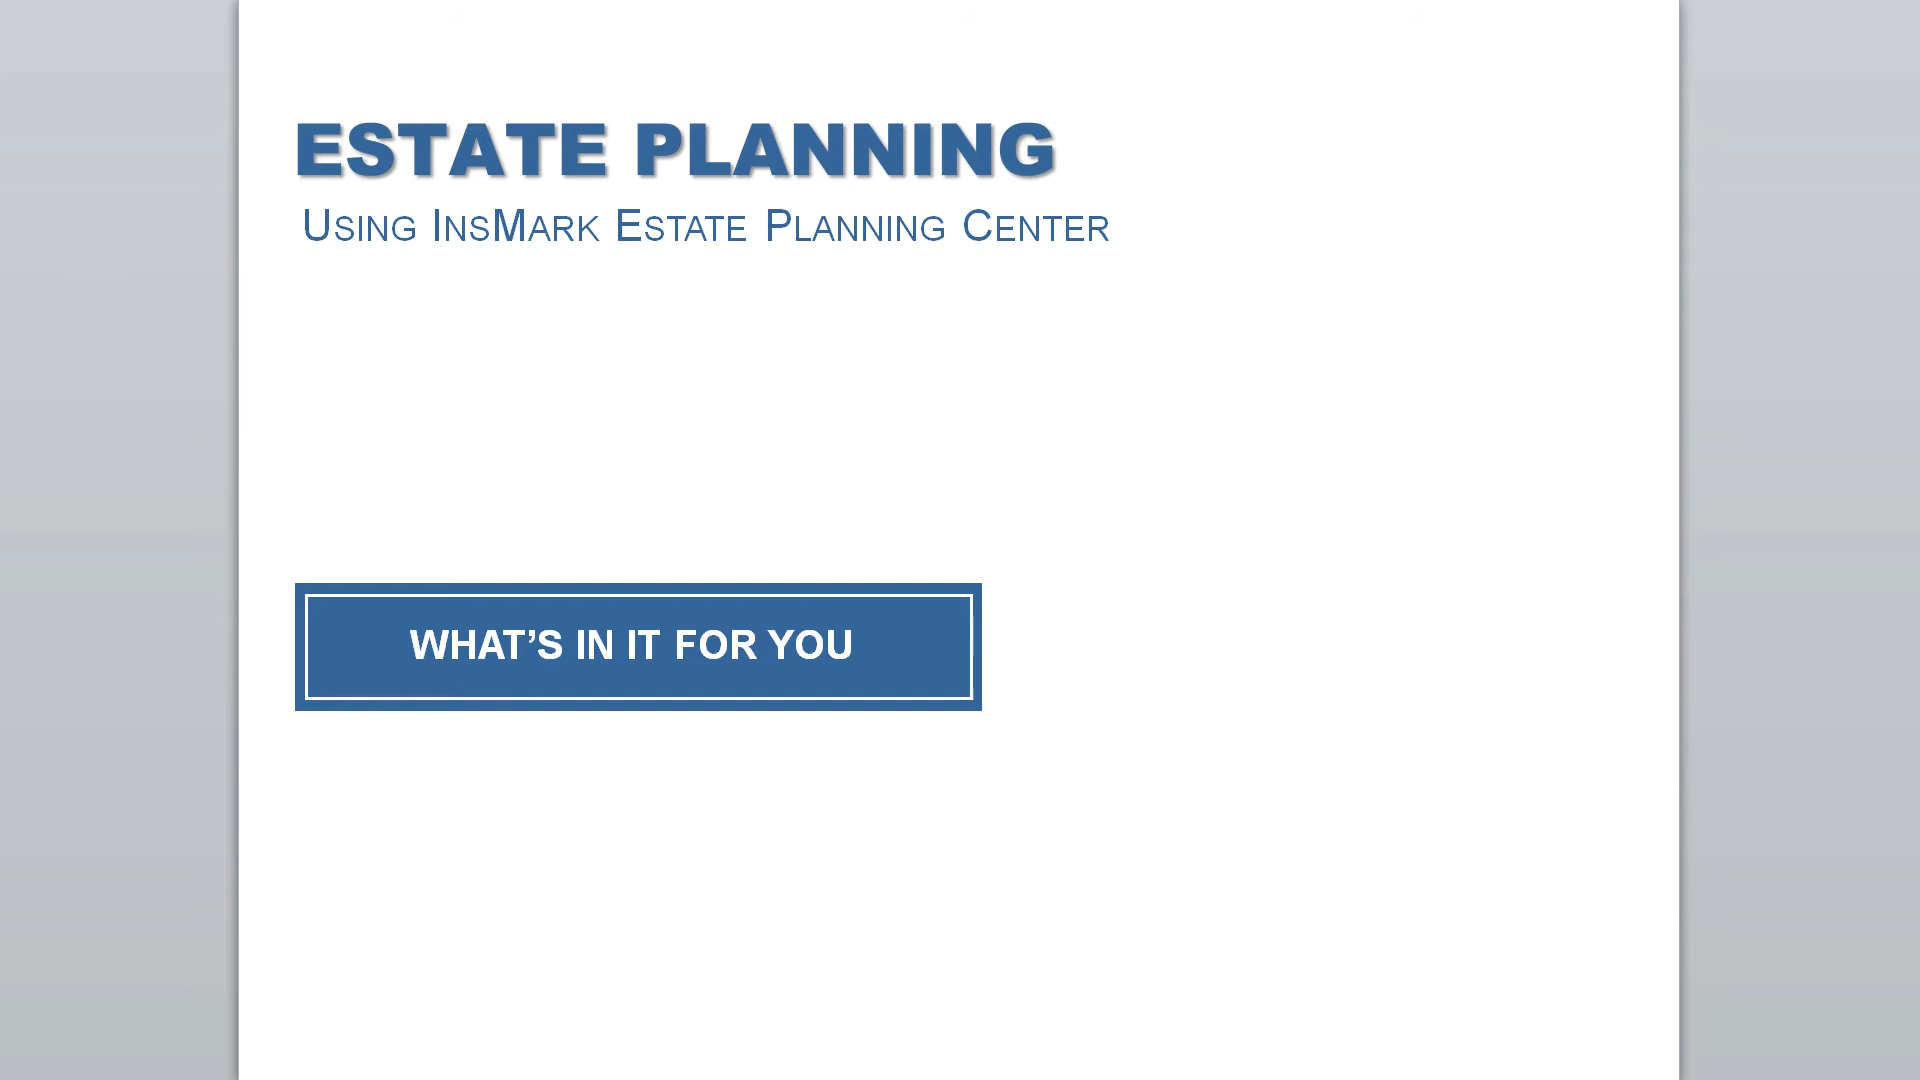 ESTATE PLANNING
Using InsMark Estate Planning Center
WHAT’S IN IT FOR YOU